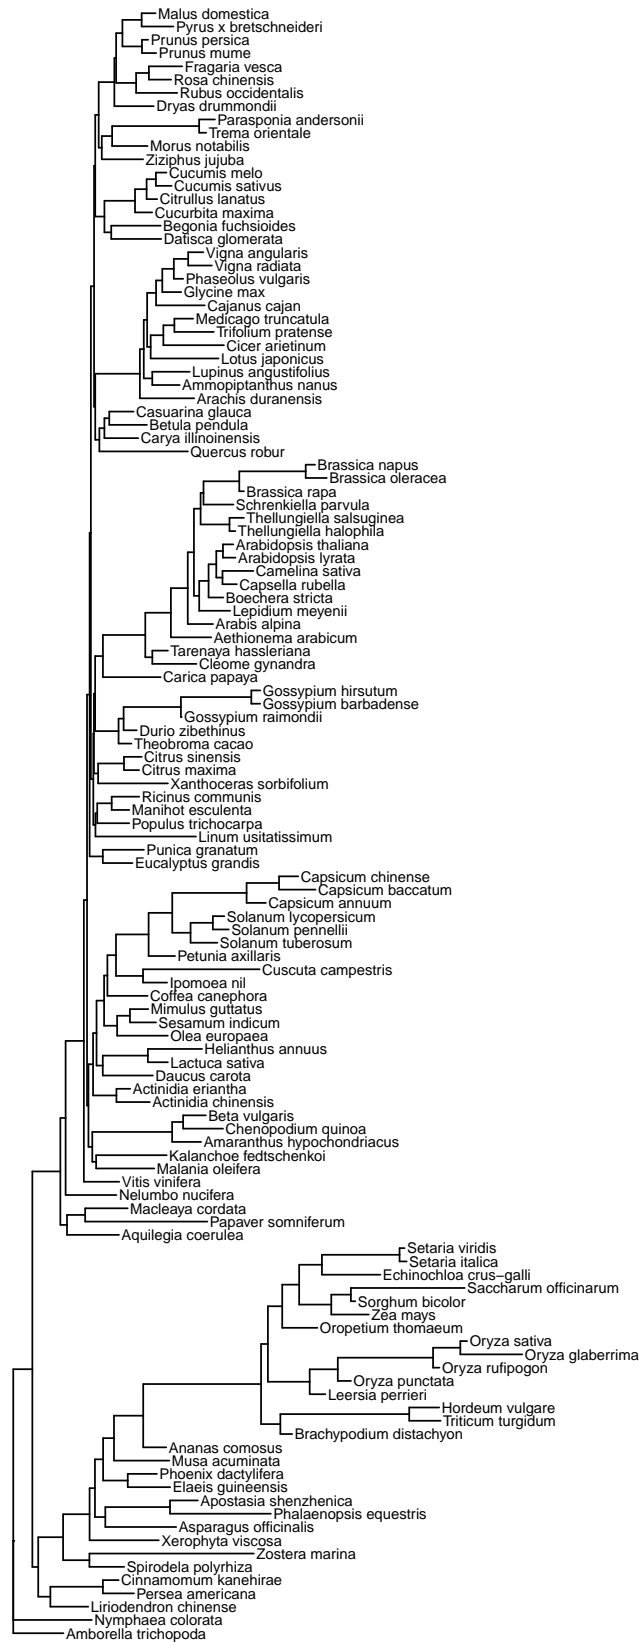 Malus domestica
Pyrus x bretschneideri
Prunus persica
Prunus mume
Fragaria vesca
Rosa chinensis
Rubus occidentalis
Dryas drummondii
Parasponia andersonii
Trema orientale
Morus notabilis
Ziziphus jujuba
Cucumis melo
Cucumis sativus
Citrullus lanatus
Cucurbita maxima
Begonia fuchsioides
Datisca glomerata
Vigna angularis
Vigna radiata
Phaseolus vulgaris
Glycine max
Cajanus cajan
Medicago truncatula
Trifolium pratense
Cicer arietinum
Lotus japonicus
Lupinus angustifolius
Ammopiptanthus nanus
Arachis duranensis
Casuarina glauca
Betula pendula
Carya illinoinensis
Quercus robur
Brassica napus
Brassica oleracea
Brassica rapa
Schrenkiella parvula
Thellungiella salsuginea
Thellungiella halophila
Arabidopsis thaliana
Arabidopsis lyrata
Camelina sativa
Capsella rubella
Boechera stricta
Lepidium meyenii
Arabis alpina
Aethionema arabicum
Tarenaya hassleriana
Cleome gynandra
Carica papaya
Gossypium hirsutum
Gossypium barbadense
Gossypium raimondii
Durio zibethinus
Theobroma cacao
Citrus sinensis
Citrus maxima
Xanthoceras sorbifolium
Ricinus communis
Manihot esculenta
Populus trichocarpa
Linum usitatissimum
Punica granatum
Eucalyptus grandis
Capsicum chinense
Capsicum baccatum
Capsicum annuum
Solanum lycopersicum
Solanum pennellii
Solanum tuberosum
Petunia axillaris
Cuscuta campestris
Ipomoea nil
Coffea canephora
Mimulus guttatus
Sesamum indicum
Olea europaea
Helianthus annuus
Lactuca sativa
Daucus carota
Actinidia eriantha
Actinidia chinensis
Beta vulgaris
Chenopodium quinoa
Amaranthus hypochondriacus
Kalanchoe fedtschenkoi
Malania oleifera
Vitis vinifera
Nelumbo nucifera
Macleaya cordata
Papaver somniferum
Aquilegia coerulea
Setaria viridis
Setaria italica
Echinochloa crus−galli
Saccharum officinarum
Sorghum bicolor
Zea mays
Oropetium thomaeum
Oryza sativa
Oryza glaberrima
Oryza rufipogon
Oryza punctata
Leersia perrieri
Hordeum vulgare
Triticum turgidum
Brachypodium distachyon
Ananas comosus
Musa acuminata
Phoenix dactylifera
Elaeis guineensis
Apostasia shenzhenica
Phalaenopsis equestris
Asparagus officinalis
Xerophyta viscosa
Zostera marina
Spirodela polyrhiza
Cinnamomum kanehirae
Persea americana
Liriodendron chinense
Nymphaea colorata
Amborella trichopoda